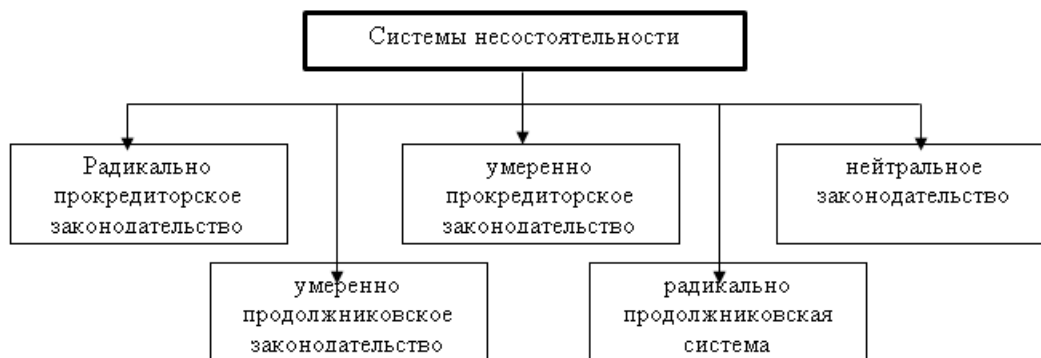 Системы несостоятельности
Радикально
прокредиторское
законодательство
умеренно
прокредиторское
законодательство
нейтральное
законодательство
умеренно
продолжниковское
законодательство
радикально
продолжниковская
система